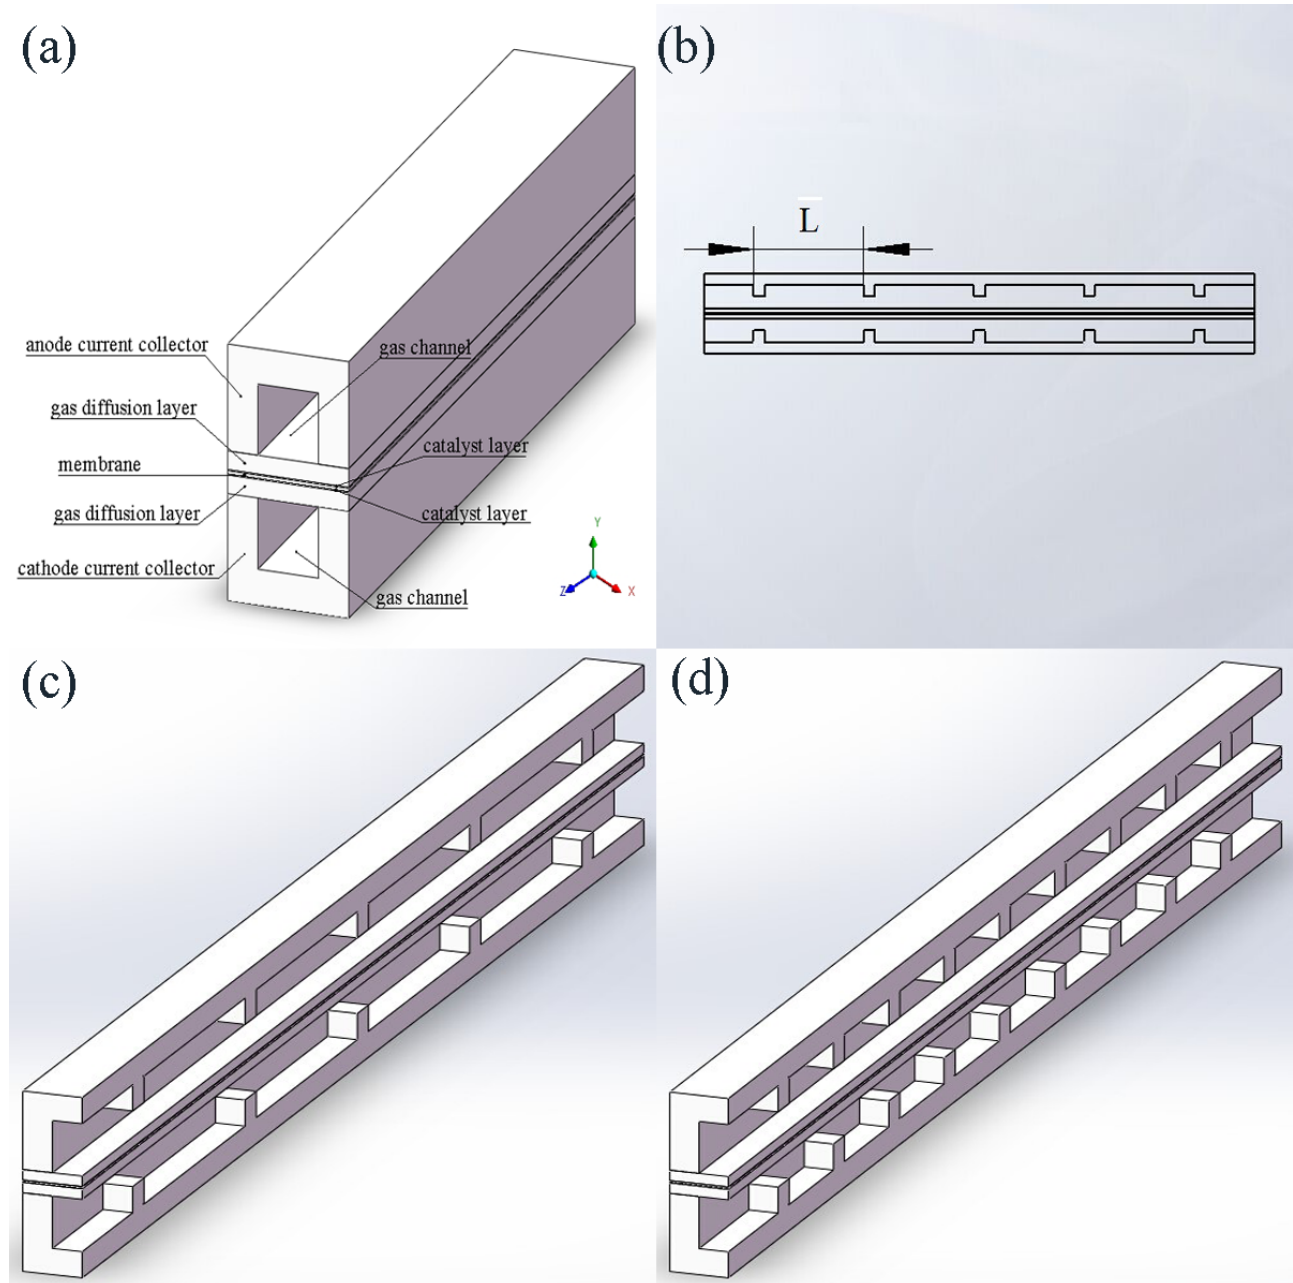 (a)
anode current collector
gas channel
gas diffusion layer
catalyst layer
membrane
gas diffusion layer
catalyst layer
cathode current collector
gas channel
Y
Z
X
(b)
L
(c)
(d)